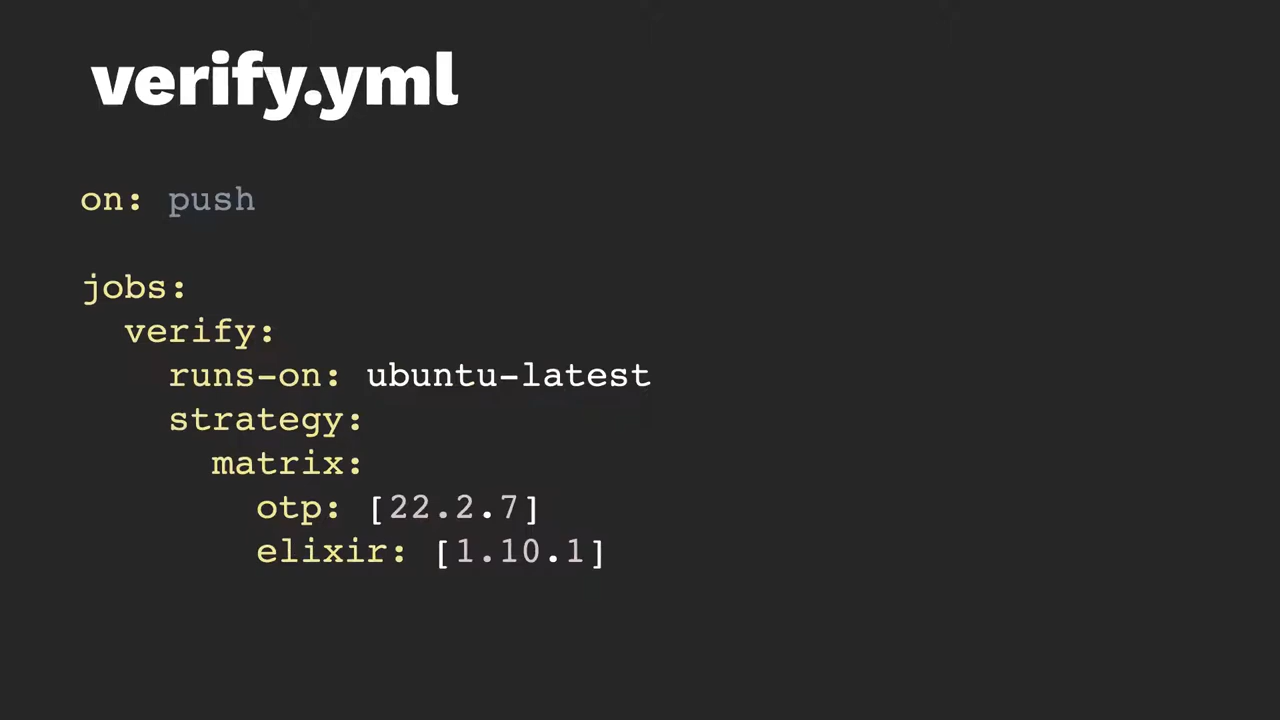 verify.yml
on: push
jobs:
verify:
runs-on: ubuntu-latest
strategy:
matrix:
otp: [22.2.7]
elixir: [1.10.1]